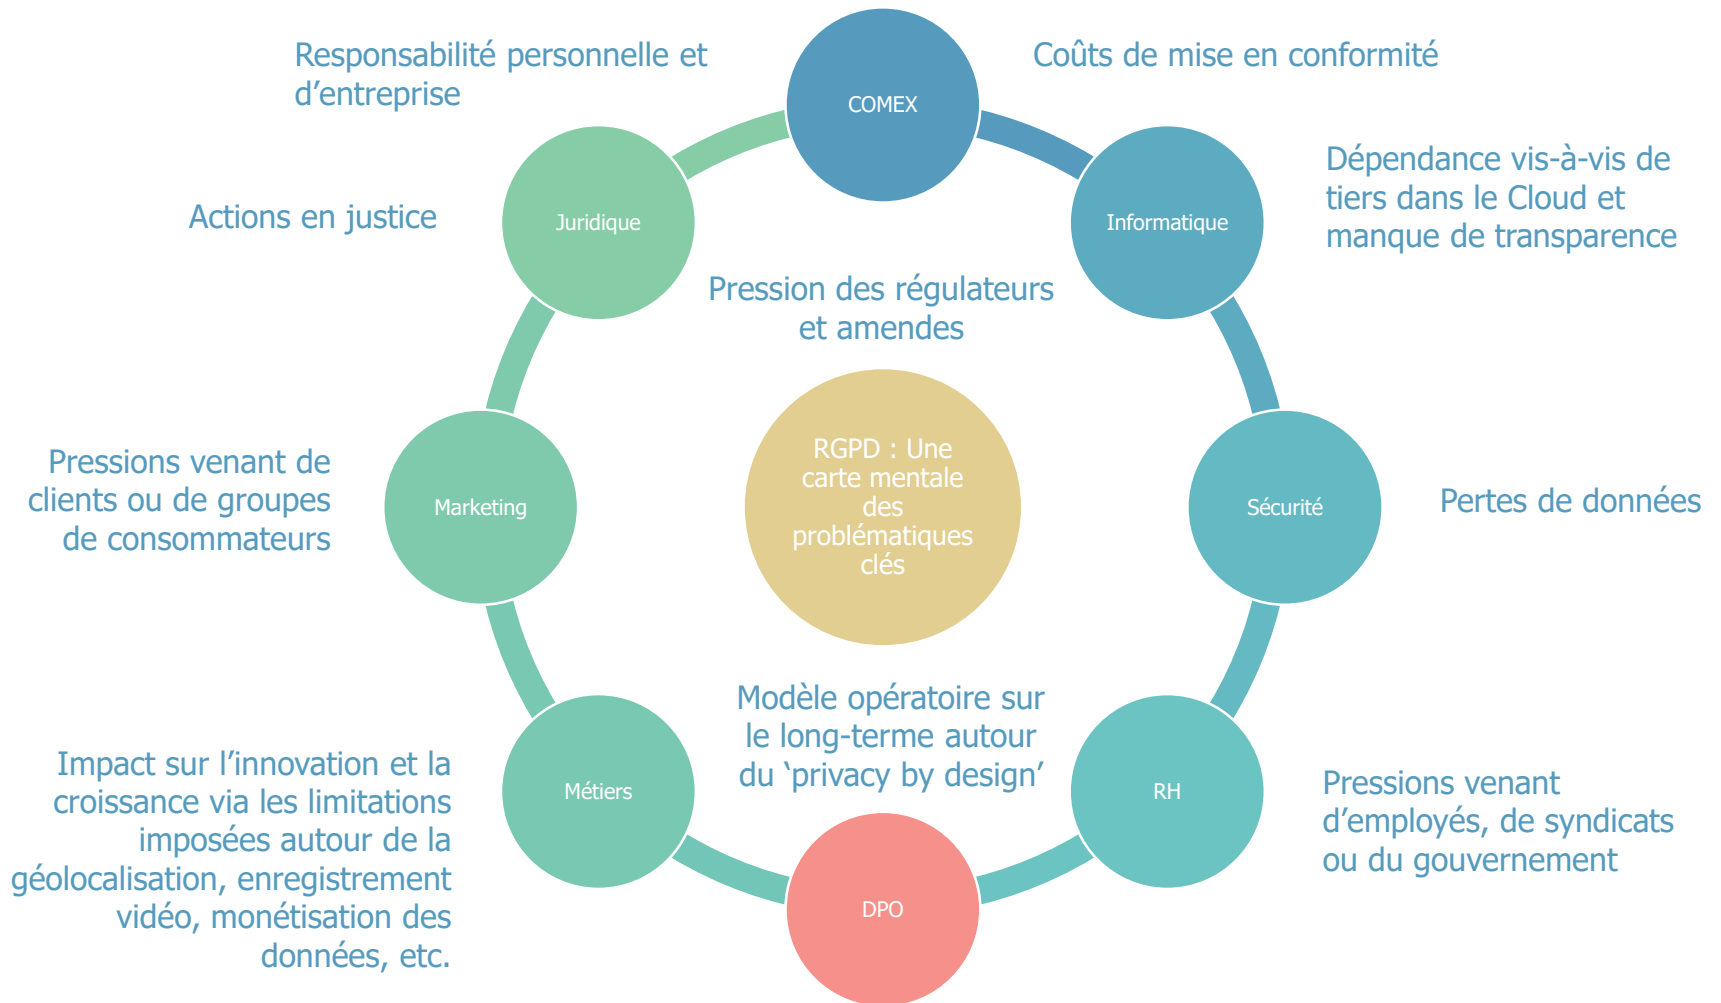 Responsabilité personnelle et
d’entreprise
COMEX
Coûts de mise en conformité
Juridique
Actions en justice
Informatique
Dépendance vis-à-vis de
tiers dans le Cloud et
manque de transparence
Pression des régulateurs
et amendes
Pressions venant de
clients ou de groupes
de consommateurs
Marketing
RGPD : Une
carte mentale
des
problématiques
clés
Sécurité
Pertes de données
Impact sur l’innovation et la
croissance via les limitations
imposées autour de la
géolocalisation, enregistrement
vidéo, monétisation des
données, etc.
Métiers
Modèle opératoire sur
le long-terme autour
du ‘privacy by design’
DPO
RH
Pressions venant
d’employés, de syndicats
ou du gouvernement